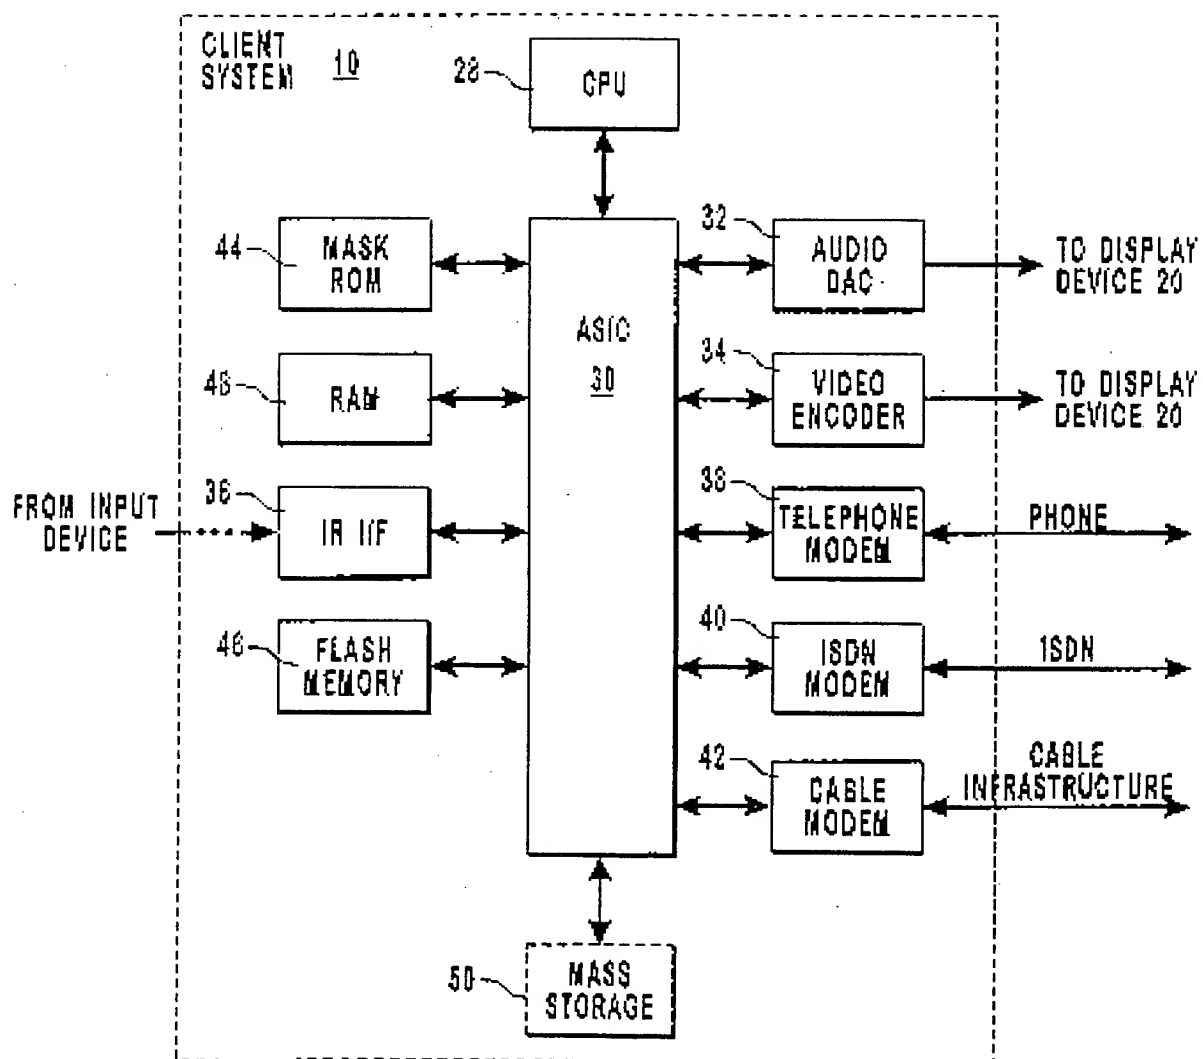 CLIENT
SYSTEM 10
28 CPU
44 MASK
ROM
32 AUDIO
DAC
TO DISPLAY
DEVICE 20
ASIC
30
RAM
34 VIDEO
ENCODER
TO DISPLAY
DEVICE 20
FROM INPUT
DEVICE
36 IR I/F
38 TELEPHONE
MODEM
PHONE
FLASH
MEMORY
40 ISDN
MODEM
ISDN
42 CABLE
MODEM
CABLE
INFRASTRUCTURE
50 MASS
STORAGE